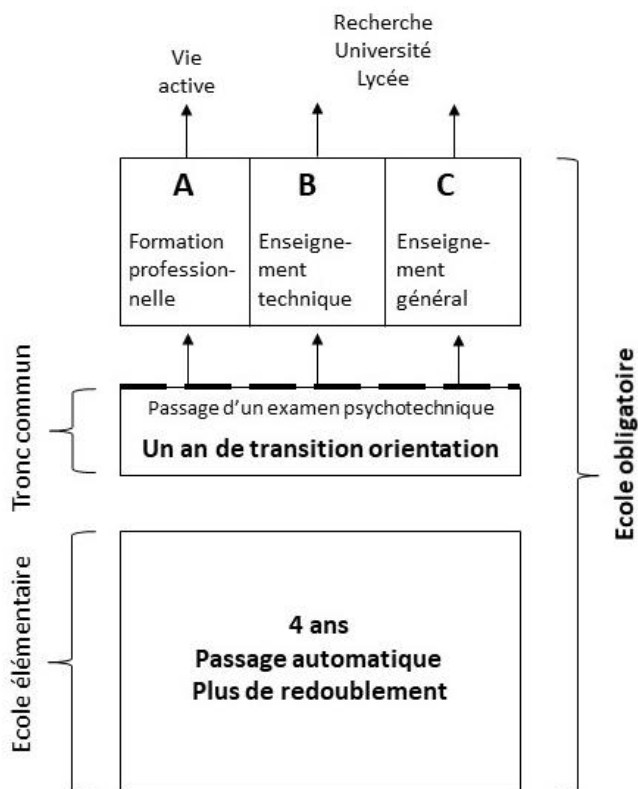 Vie
active
Recherche
Université
Lycée
A
Formation
profession-
nelle
B
Enseigne-
ment
technique
C
Enseigne-
ment
général
Tronc commun
Passage d'un examen psychotechnique
Un an de transition orientation
Ecole obligatoire
Ecole élémentaire
4 ans
Passage automatique
Plus de redoublement